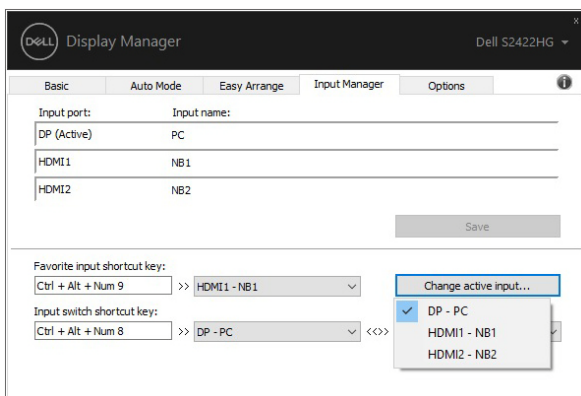 x
DELL Display Manager Dell S2422HG
Basic Auto Mode Easy Arrange Input Manager Options i
Input port: Input name:
DP (Active) PC
HDMI1 NB1
HDMI2 NB2
Save
Favorite input shortcut key:
Ctrl + Alt + Num 9 >> HDMI1 - NB1 Change active input...
Input switch shortcut key:
Ctrl + Alt + Num 8 >> DP - PC <<>>
DP - PC
HDMI1 - NB1
HDMI2 - NB2